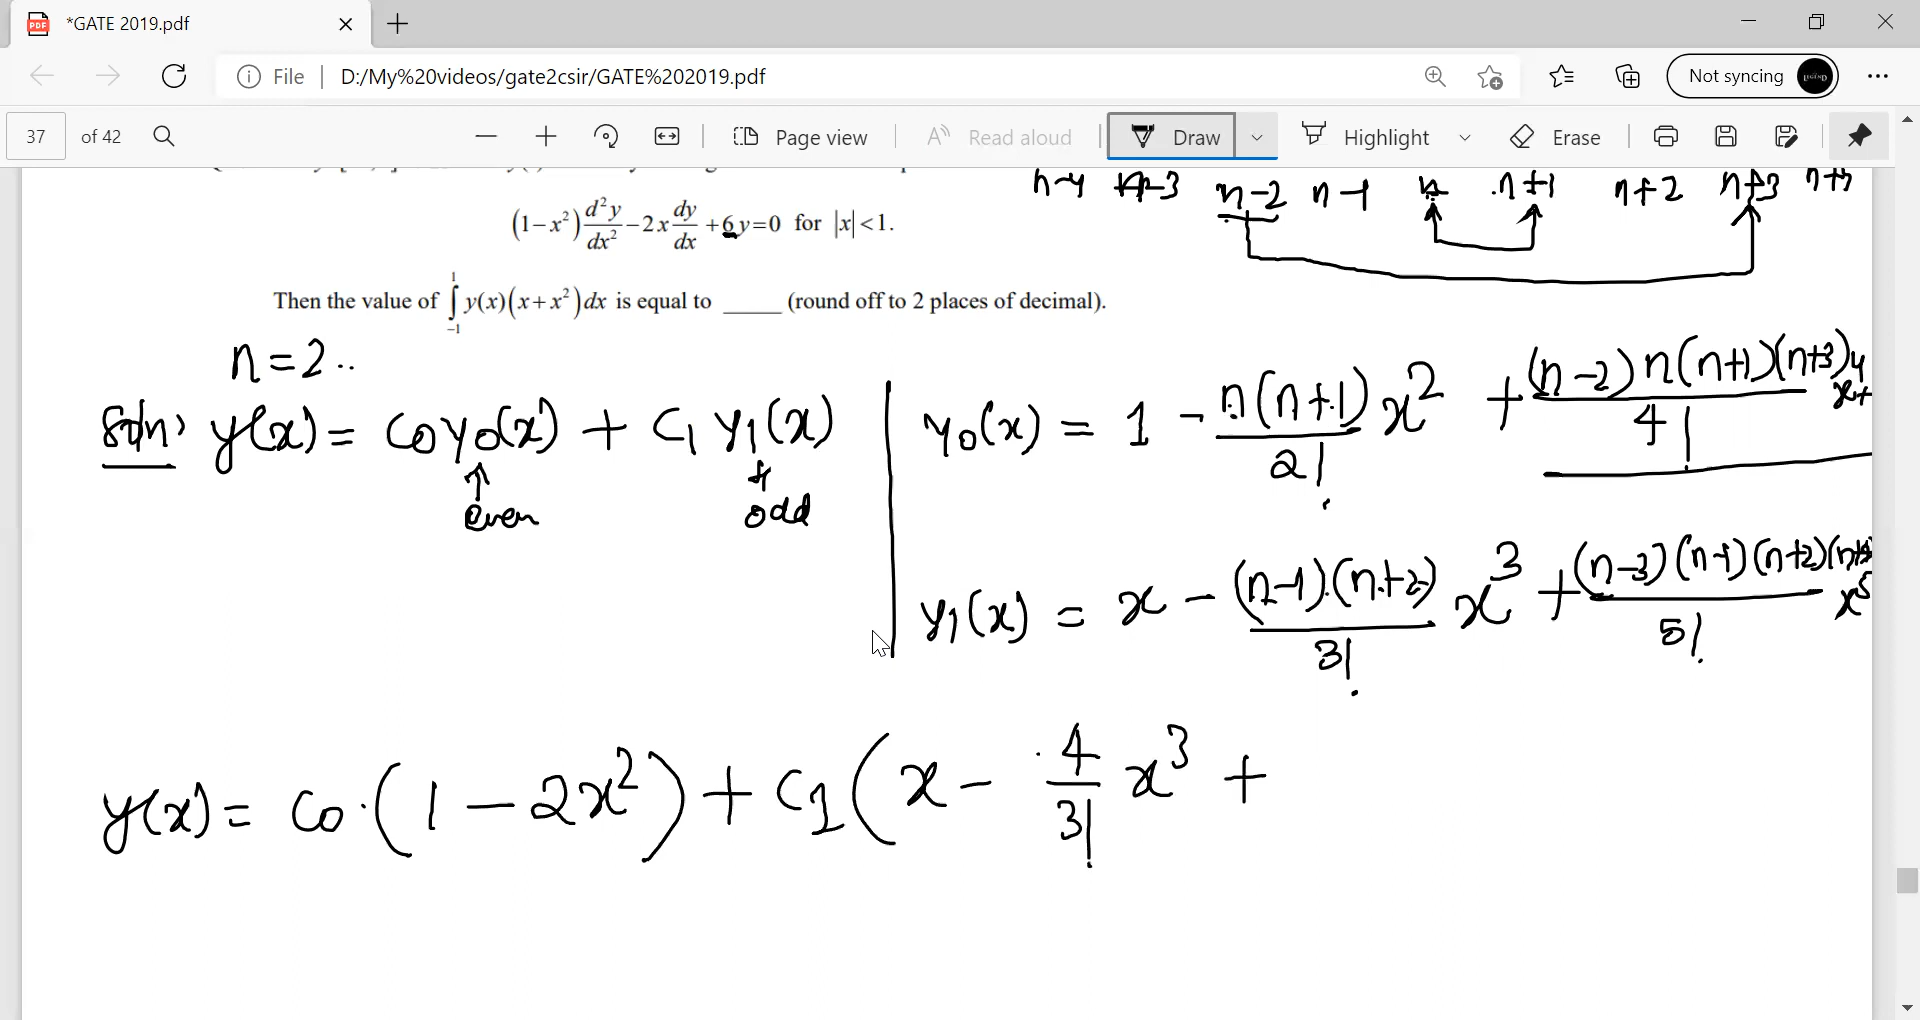 *GATE 2019.pdf
File | D:/My%20videos/gate2csir/GATE%202019.pdf
Not syncing
37 of 42
Page view
Read aloud
Draw
Highlight
Erase
n-4 n-3 n-2 n-1 n n+1 n+2 n+3 n+4
(1-x²) d²y/dx² - 2x dy/dx + 6y=0 for |x|<1.
Then the value of ∫₋₁¹ y(x)(x+x²)dx is equal to _____ (round off to 2 places of decimal).
n=2..
Soln: y(x) = c₀y₀(x) + c₁ y₁(x)
even odd
y₀(x) = 1 - n(n+1)/2! x² + (n-2)n(n+1)(n+3)/4! x⁴+
y₁(x) = x - (n-1)(n+2)/3! x³ + (n-3)(n-1)(n+2)(n+4)/5! x⁵
y(x) = c₀.(1 - 2x²) + c₁(x - 4/3! x³ +